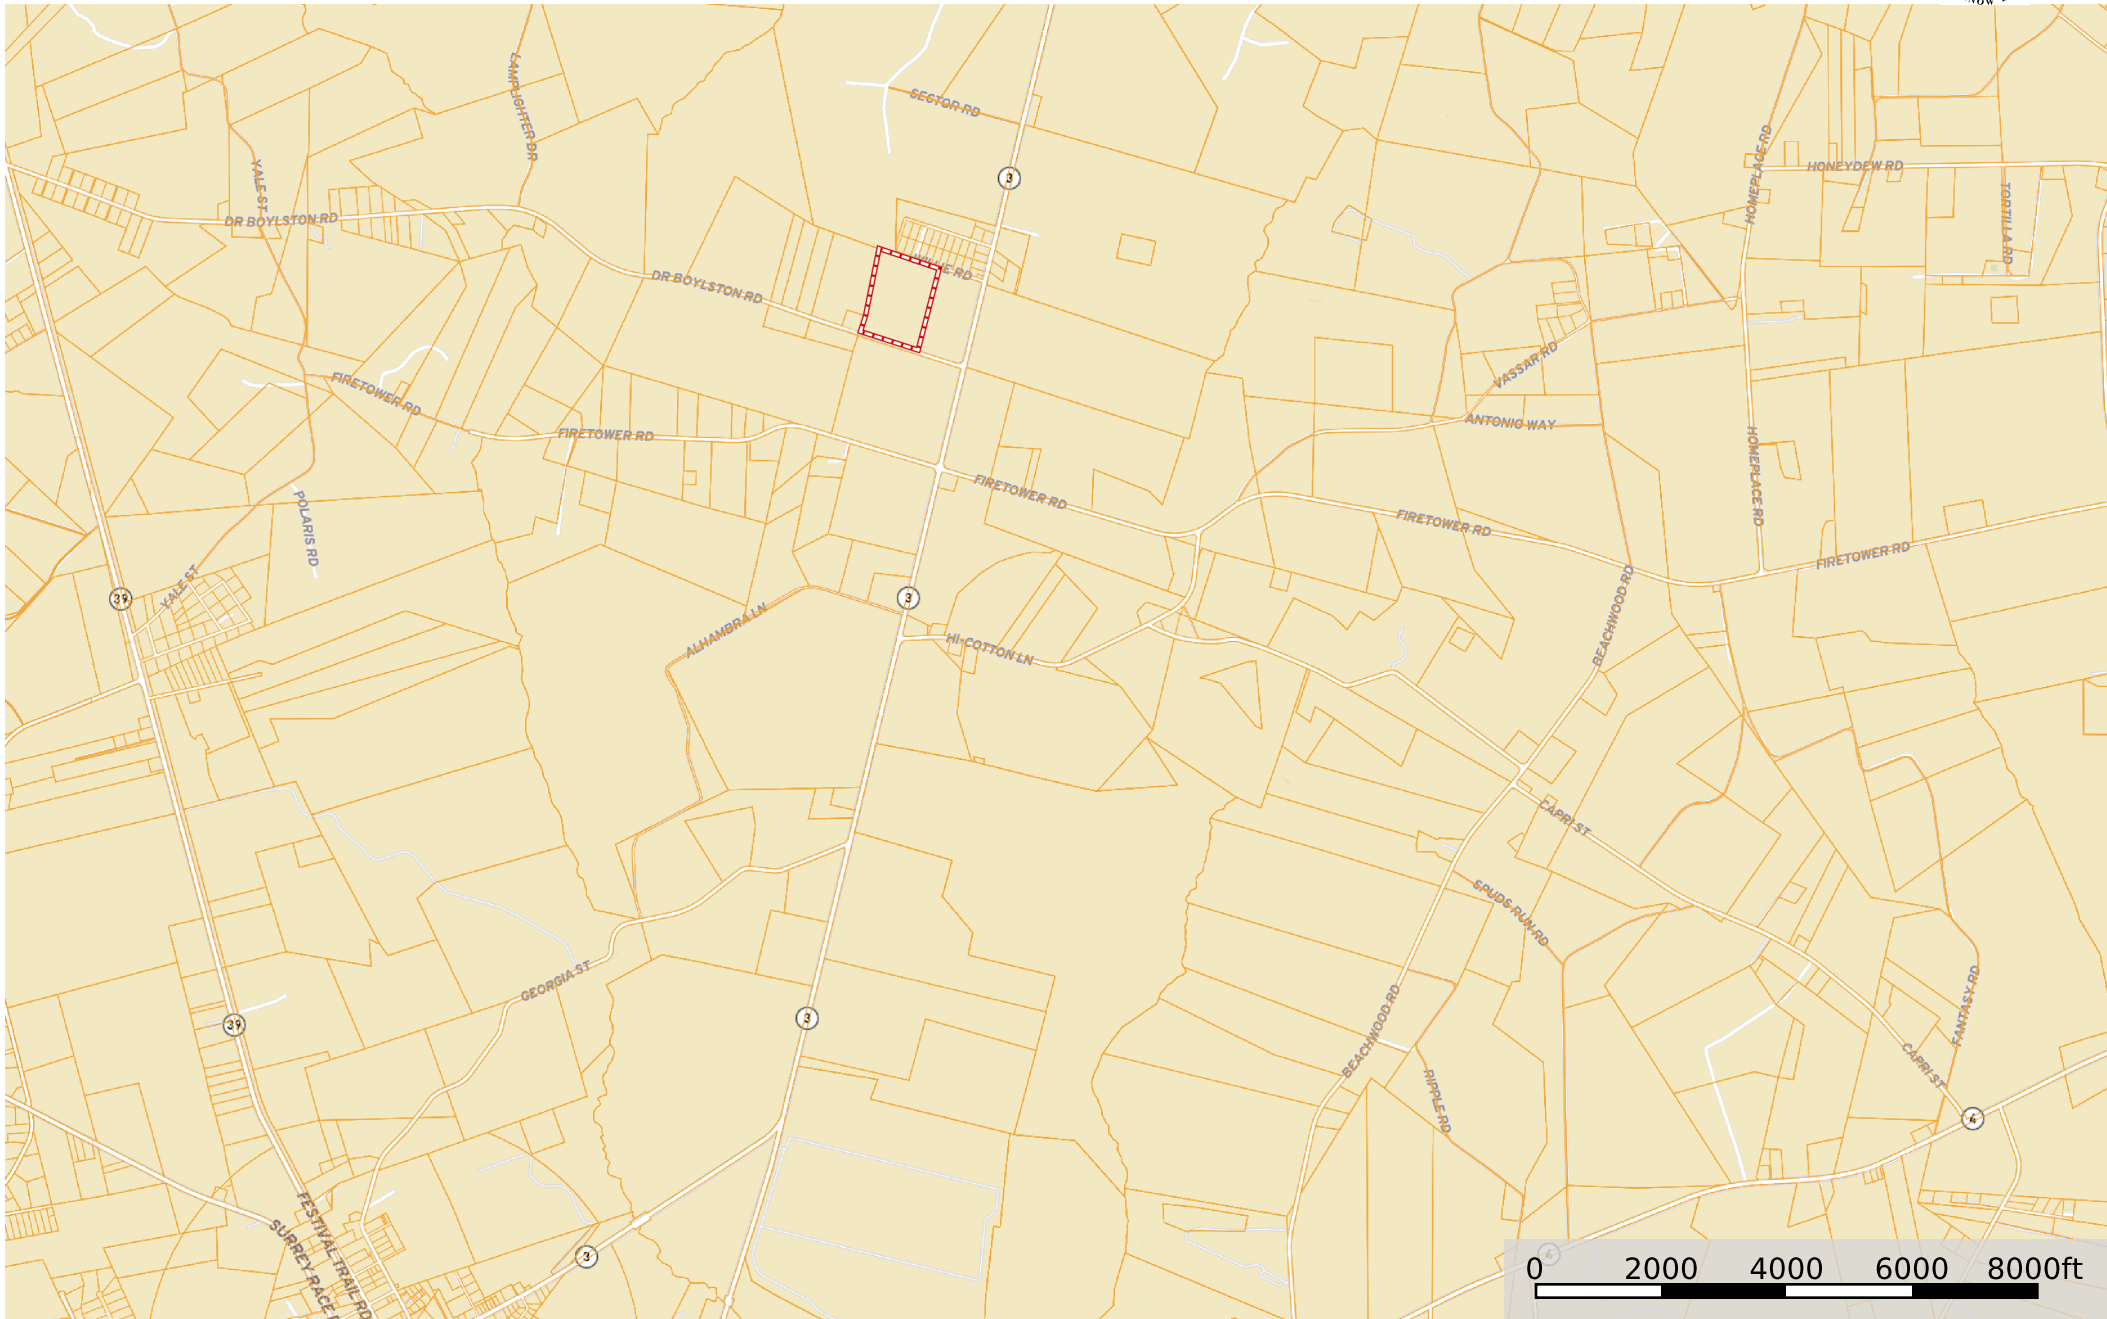 NOW
LAMPLIGHTER DR
SECTOR RD
3
HOMEPLACE RD
HONEYDEW RD
YALE ST
DR BOYLSTON RD
TORTILLA RD
WILLIE RD
DR BOYLSTON RD
VASSAR RD
FIRETOWER RD
ANTONIO WAY
FIRETOWER RD
HOMEPLACE RD
FIRETOWER RD
FIRETOWER RD
POLARIS RD
FIRETOWER RD
YALE ST
39
3
BEACHWOOD RD
ALHAMBRA LN
HI-COTTON LN
CAPRI ST
SPUDS RUN RD
GEORGIA ST
FANTASY RD
39
3
BEACHWOOD RD
CAPRI ST
RIPPLE RD
4
FESTIVAL TRAIL RD
SURREY RACE
3
4
0 2000 4000 6000 8000ft